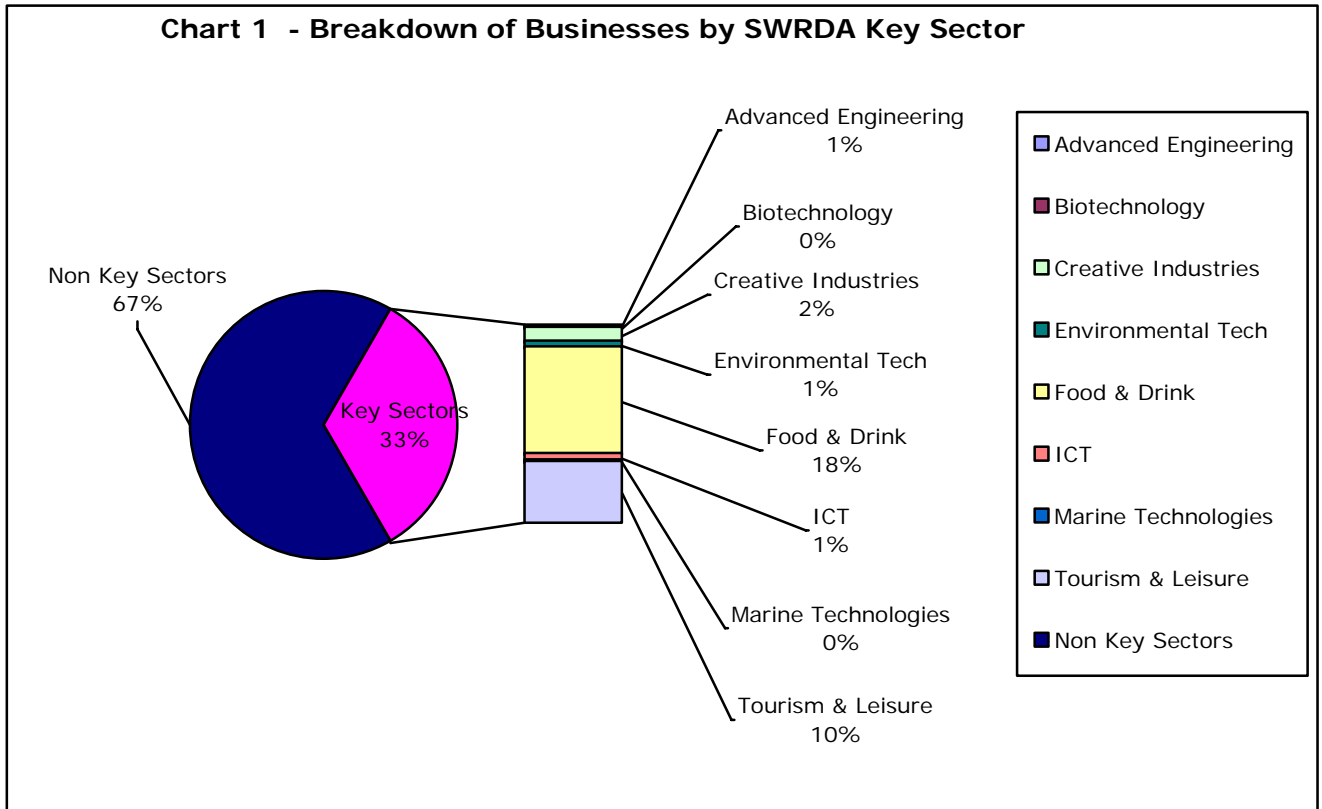 Chart 1 - Breakdown of Businesses by SWRDA Key Sector
Non Key Sectors
67%
Key Sectors
33%
Advanced Engineering
1%
Biotechnology
0%
Creative Industries
2%
Environmental Tech
1%
Food & Drink
18%
ICT
1%
Marine Technologies
0%
Tourism & Leisure
10%
Advanced Engineering
Biotechnology
Creative Industries
Environmental Tech
Food & Drink
ICT
Marine Technologies
Tourism & Leisure
Non Key Sectors